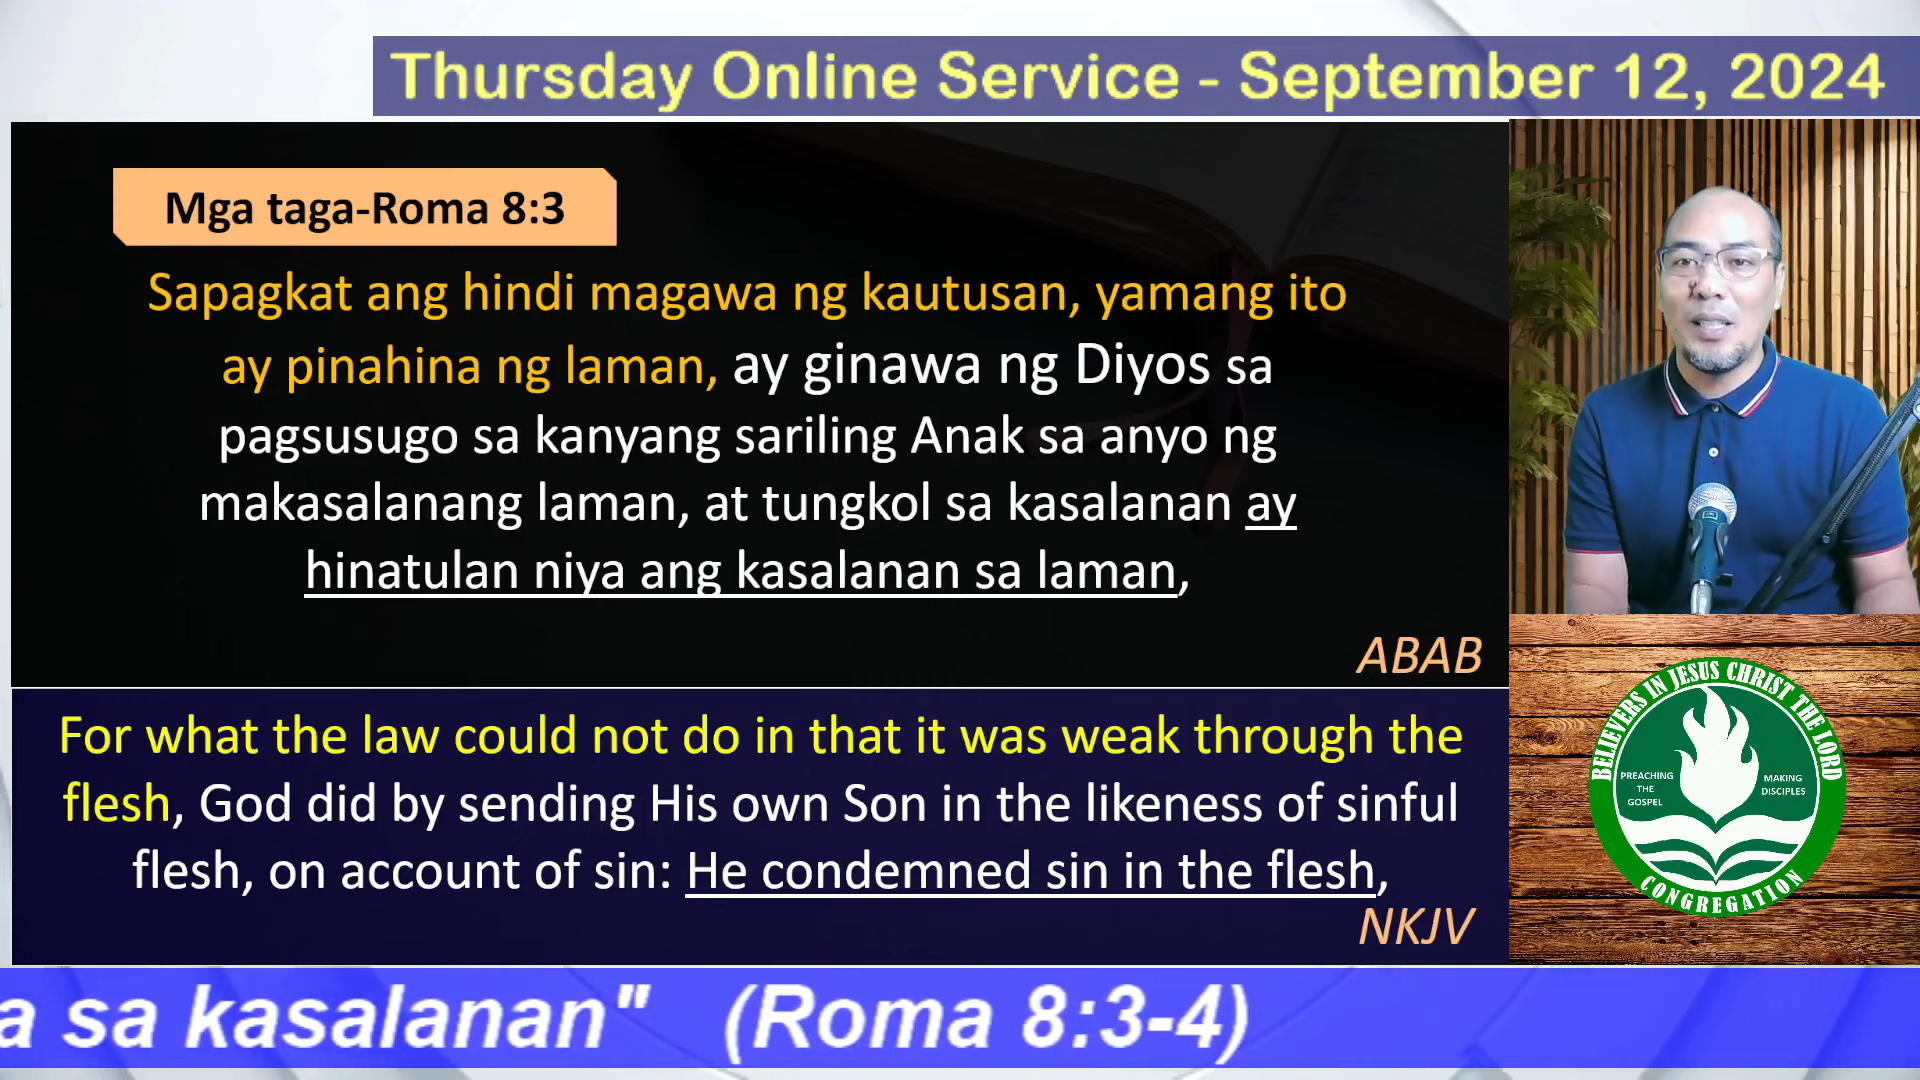 Thursday Online Service - September 12, 2024
Mga taga-Roma 8:3
Sapagkat ang hindi magawa ng kautusan, yamang ito
ay pinahina ng laman, ay ginawa ng Diyos sa
pagsusugo sa kanyang sariling Anak sa anyo ng
makasalanang laman, at tungkol sa kasalanan ay
hinatulan niya ang kasalanan sa laman,
ABAB
For what the law could not do in that it was weak through the
flesh, God did by sending His own Son in the likeness of sinful
flesh, on account of sin: He condemned sin in the flesh,
NKJV
BELIEVERS IN JESUS CHRIST THE LORD
PREACHING
THE
GOSPEL
MAKING
DISCIPLES
CONGREGATION
a sa kasalanan" (Roma 8:3-4)